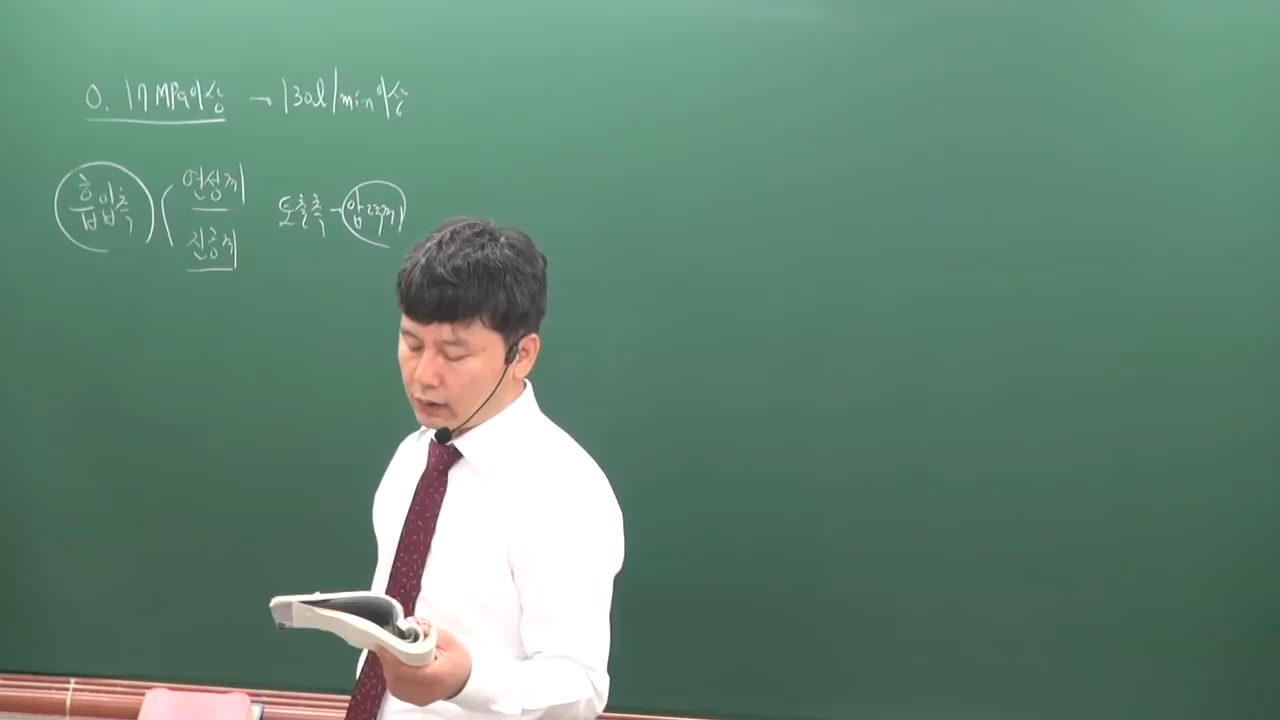 0.17MPa이상 → 130l/min이상
흡입측 ( 연성계 토출측 - 압력계
진공계